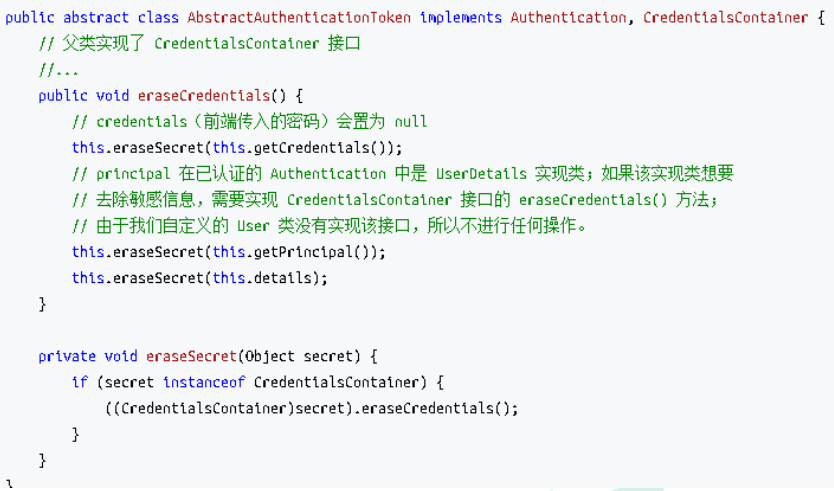 public abstract class AbstractAuthenticationToken implements Authentication, CredentialsContainer {
// 父类实现了 CredentialsContainer 接口
//...
public void eraseCredentials() {
// credentials（前端传入的密码）会置为 null
this.eraseSecret(this.getCredentials());
// principal 在已认证的 Authentication 中是 UserDetails 实现类；如果该实现类想要
// 去除敏感信息，需要实现 CredentialsContainer 接口的 eraseCredentials() 方法；
// 由于我们自定义的 User 类没有实现该接口，所以不进行任何操作。
this.eraseSecret(this.getPrincipal());
this.eraseSecret(this.details);
}
private void eraseSecret(Object secret) {
if (secret instanceof CredentialsContainer) {
((CredentialsContainer)secret).eraseCredentials();
}
}
}